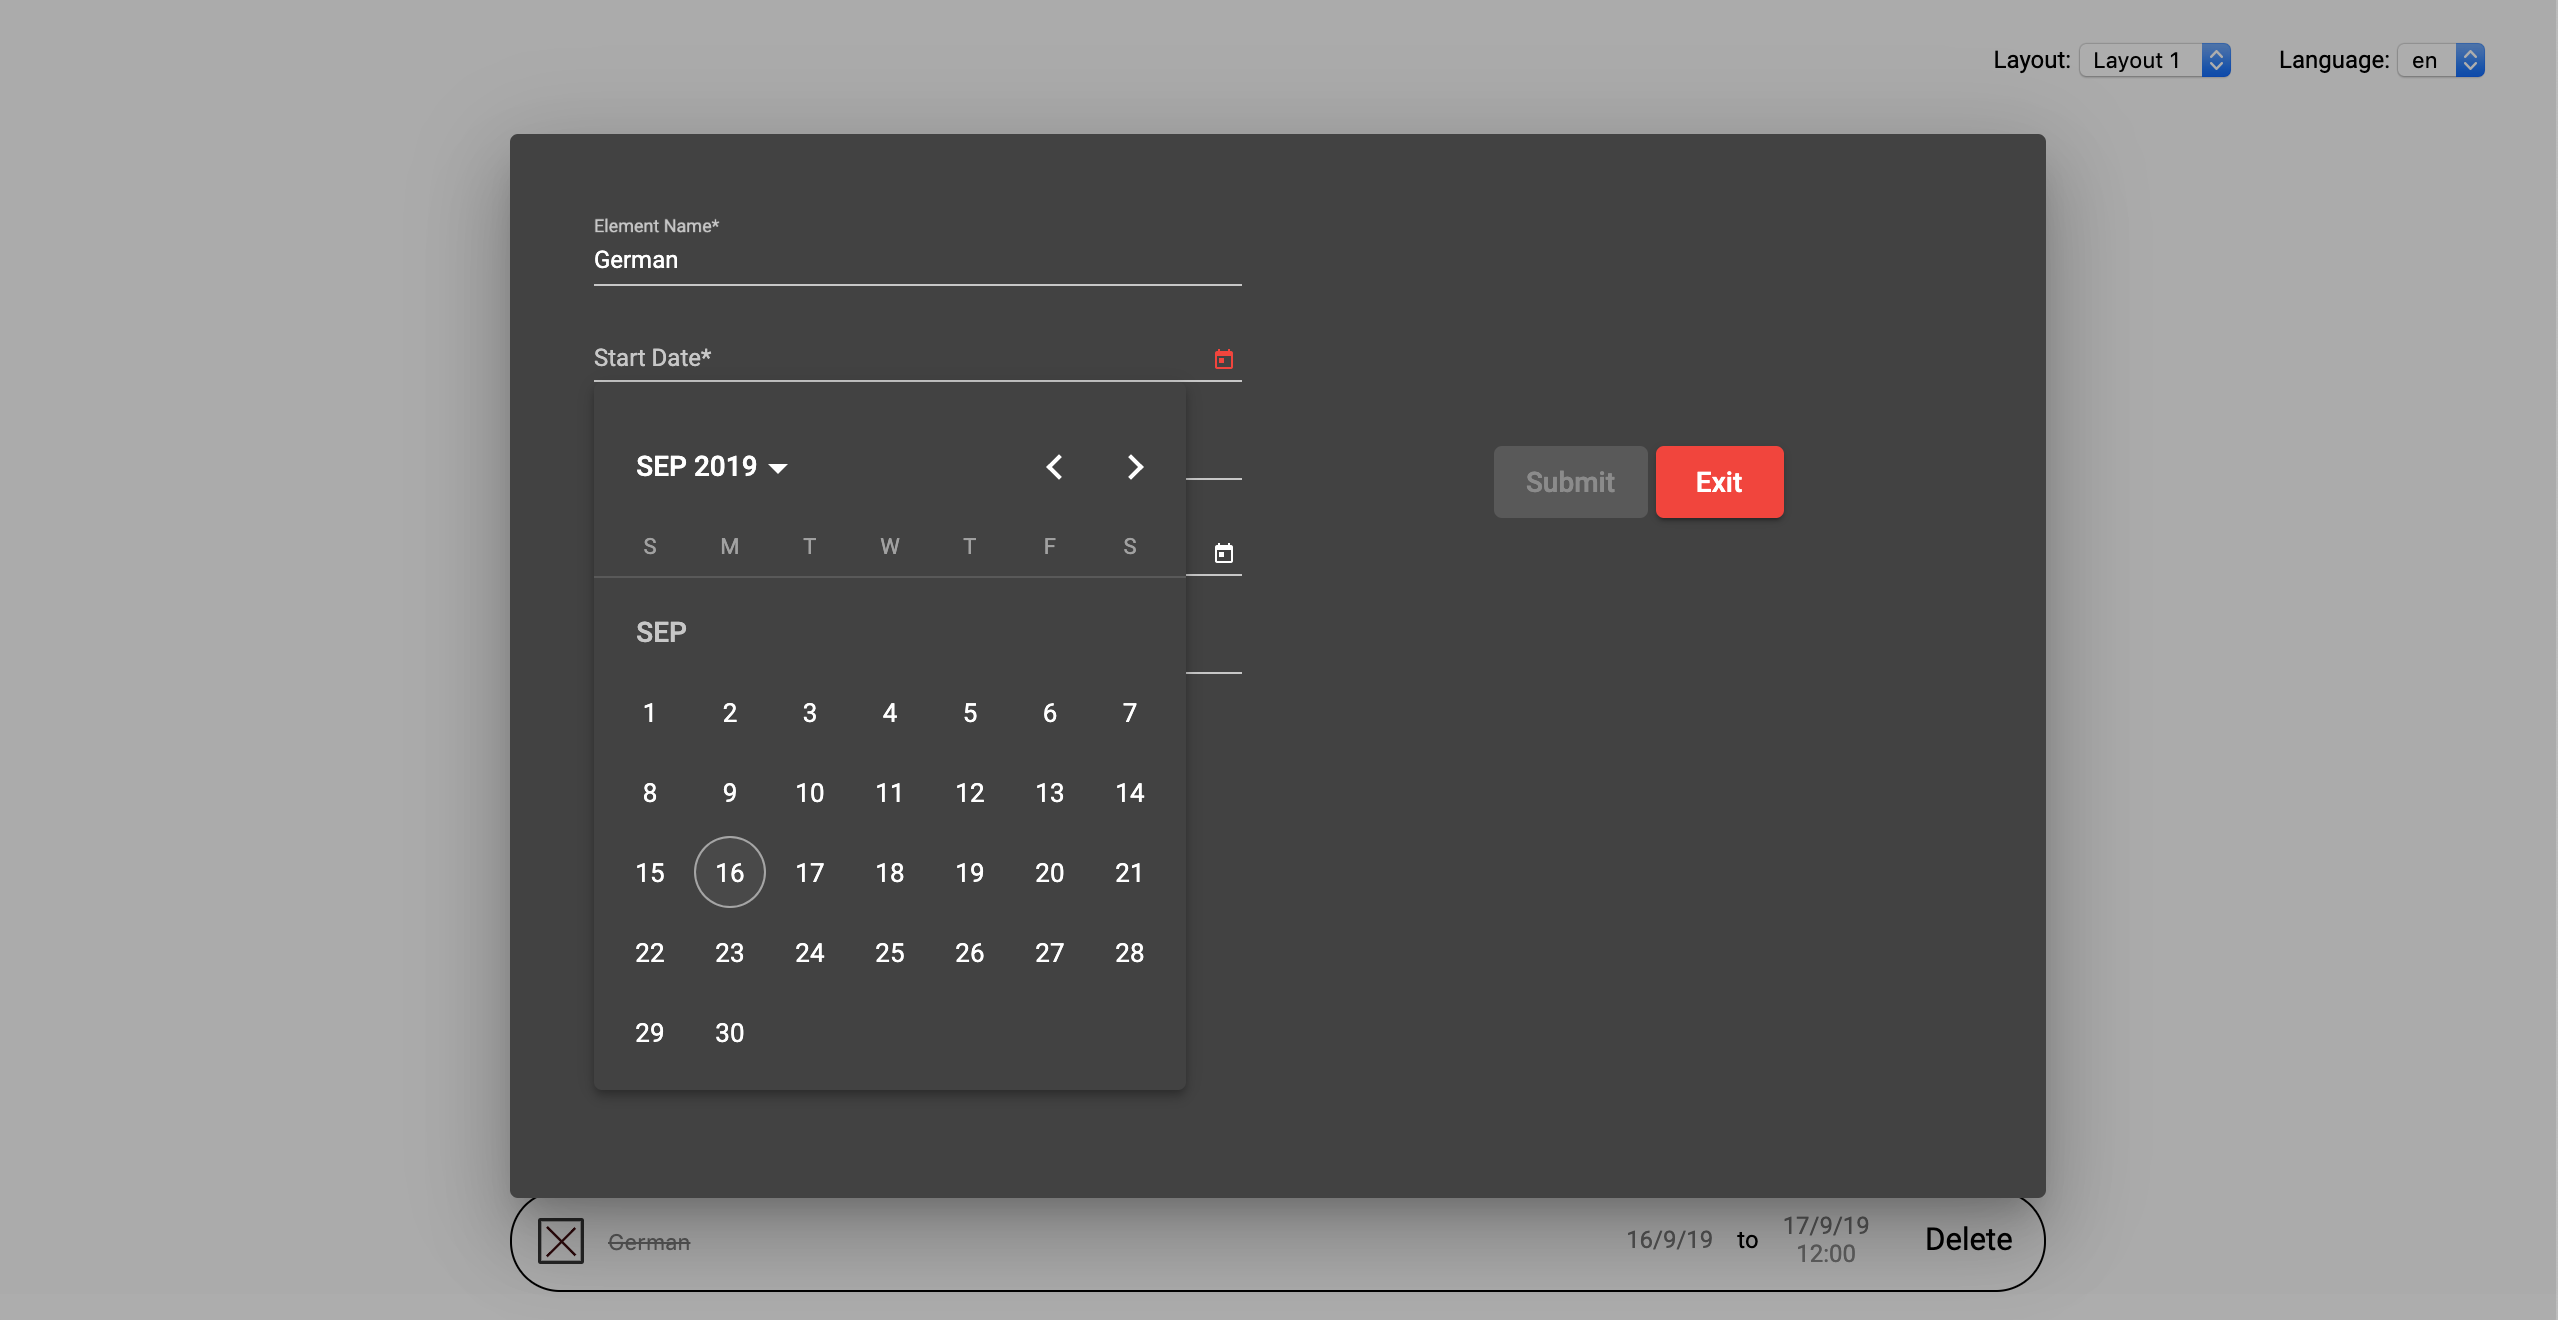 Layout: Layout 1 Language: en
Element Name*
German
Start Date*
SEP 2019
S M T W T F S
SEP
1 2 3 4 5 6 7
8 9 10 11 12 13 14
15 16 17 18 19 20 21
22 23 24 25 26 27 28
29 30
Submit Exit
German 16/9/19 to 17/9/19 12:00 Delete